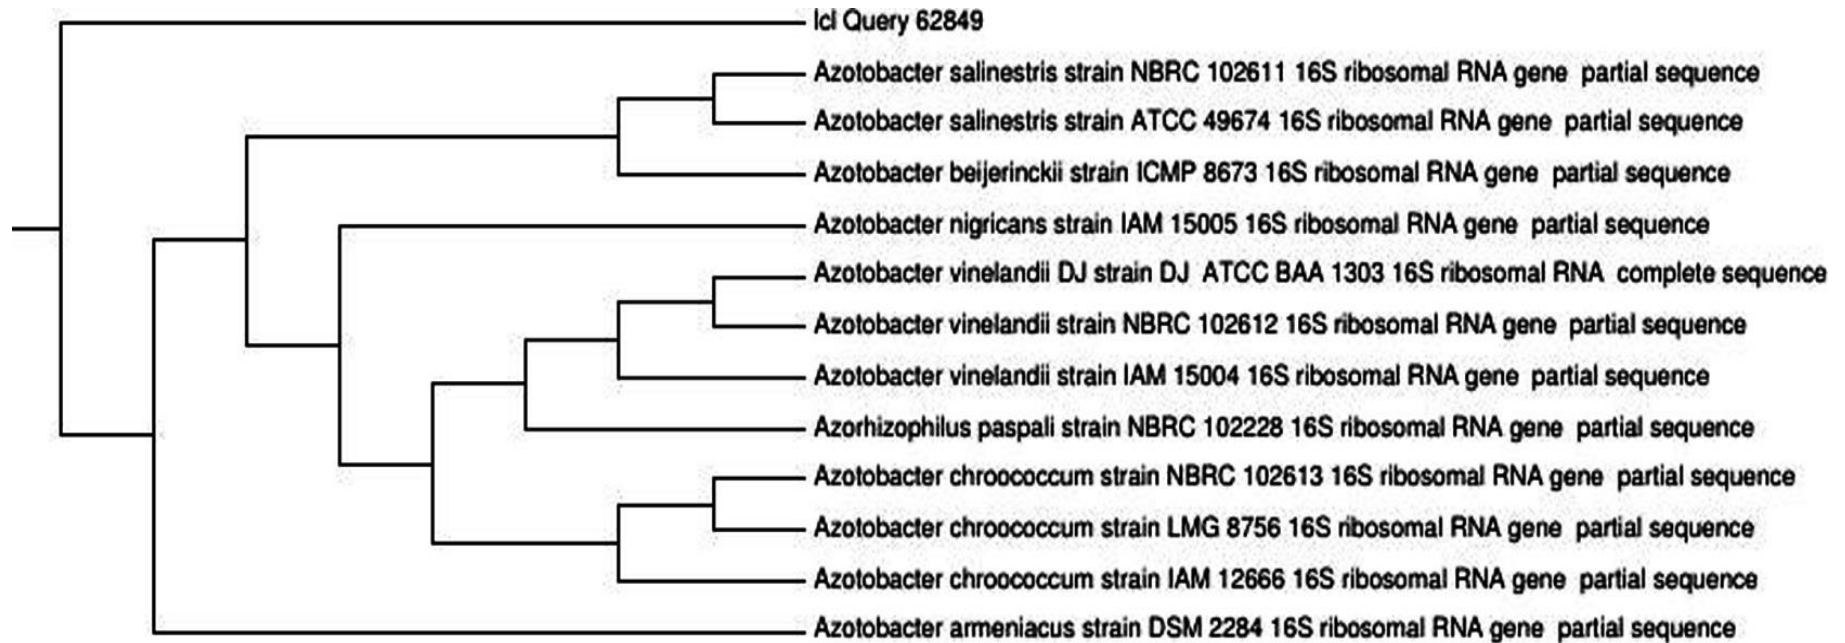 lcl Query 62849
Azotobacter salinestris strain NBRC 102611 16S ribosomal RNA gene partial sequence
Azotobacter salinestris strain ATCC 49674 16S ribosomal RNA gene partial sequence
Azotobacter beijerinckii strain ICMP 8673 16S ribosomal RNA gene partial sequence
Azotobacter nigricans strain IAM 15005 16S ribosomal RNA gene partial sequence
Azotobacter vinelandii DJ strain DJ ATCC BAA 1303 16S ribosomal RNA complete sequence
Azotobacter vinelandii strain NBRC 102612 16S ribosomal RNA gene partial sequence
Azotobacter vinelandii strain IAM 15004 16S ribosomal RNA gene partial sequence
Azorhizophilus paspali strain NBRC 102228 16S ribosomal RNA gene partial sequence
Azotobacter chroococcum strain NBRC 102613 16S ribosomal RNA gene partial sequence
Azotobacter chroococcum strain LMG 8756 16S ribosomal RNA gene partial sequence
Azotobacter chroococcum strain IAM 12666 16S ribosomal RNA gene partial sequence
Azotobacter armeniacus strain DSM 2284 16S ribosomal RNA gene partial sequence